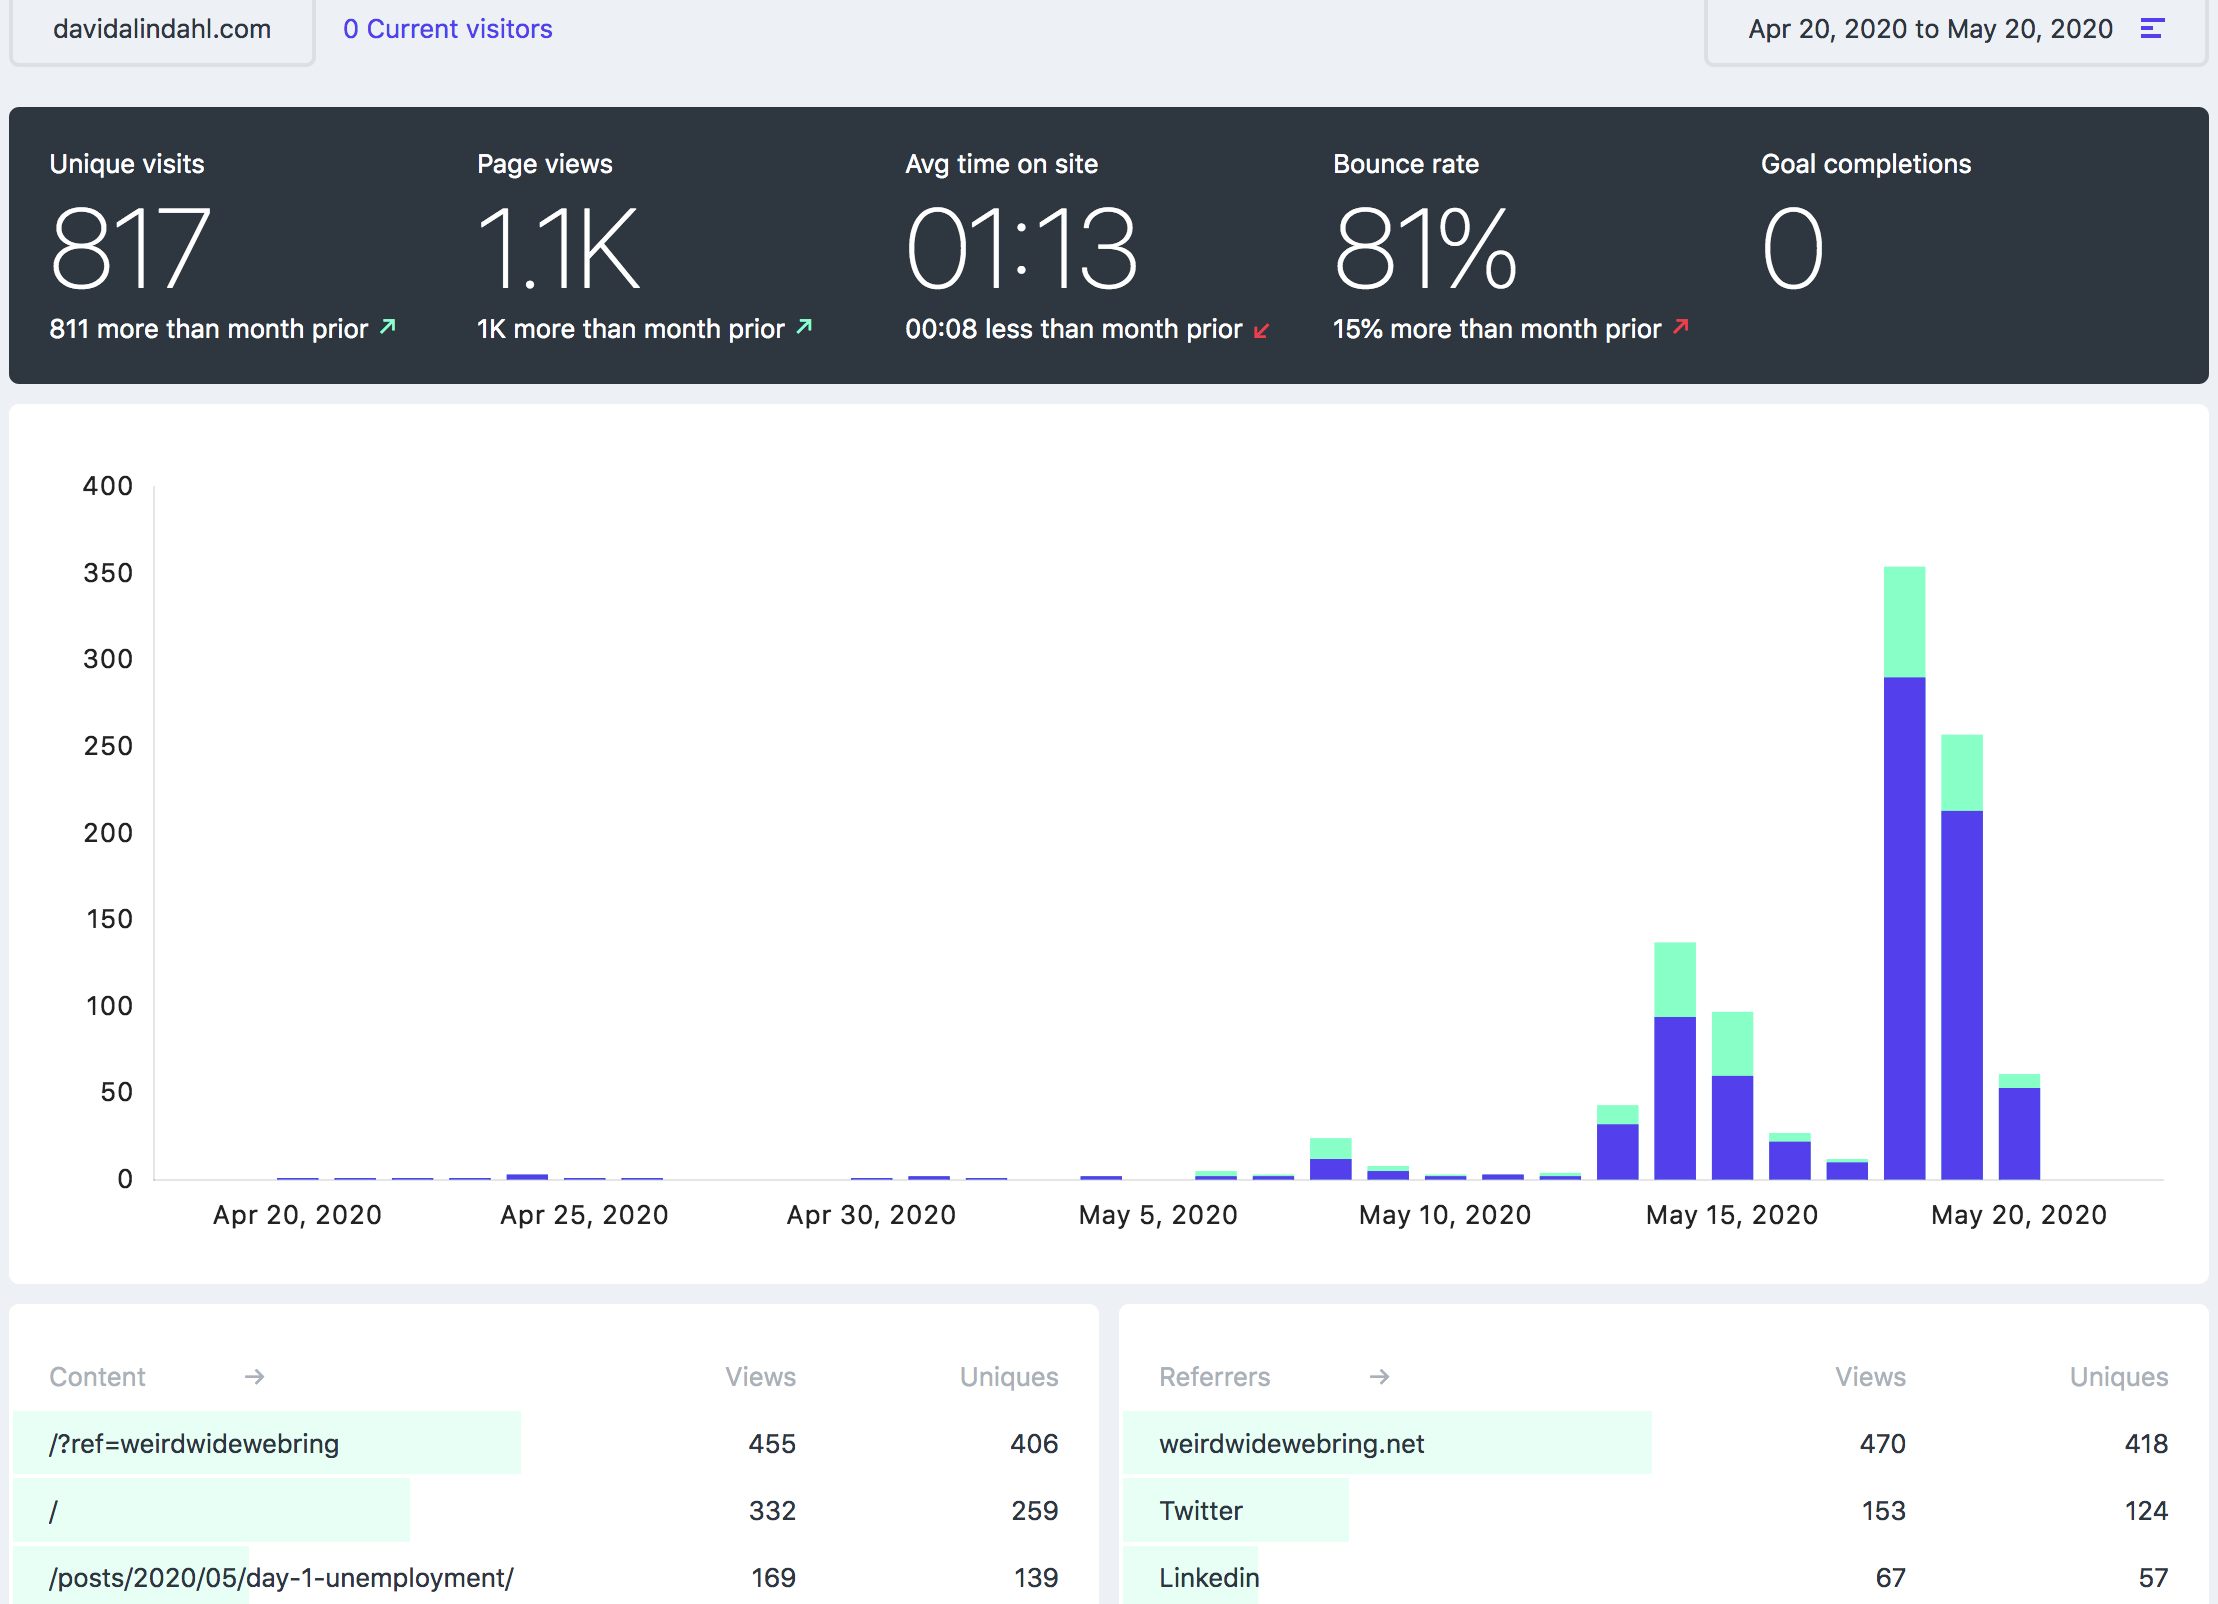 davidalindahl.com 0 Current visitors Apr 20, 2020 to May 20, 2020
Unique visits Page views Avg time on site Bounce rate Goal completions
817 1.1K 01:13 81% 0
811 more than month prior ↗ 1K more than month prior ↗ 00:08 less than month prior ↙ 15% more than month prior ↗
400
350
300
250
200
150
100
50
0
Apr 20, 2020 Apr 25, 2020 Apr 30, 2020 May 5, 2020 May 10, 2020 May 15, 2020 May 20, 2020
Content → Views Uniques
/?ref=weirdwidewebring 455 406
/ 332 259
/posts/2020/05/day-1-unemployment/ 169 139
Referrers → Views Uniques
weirdwidewebring.net 470 418
Twitter 153 124
Linkedin 67 57